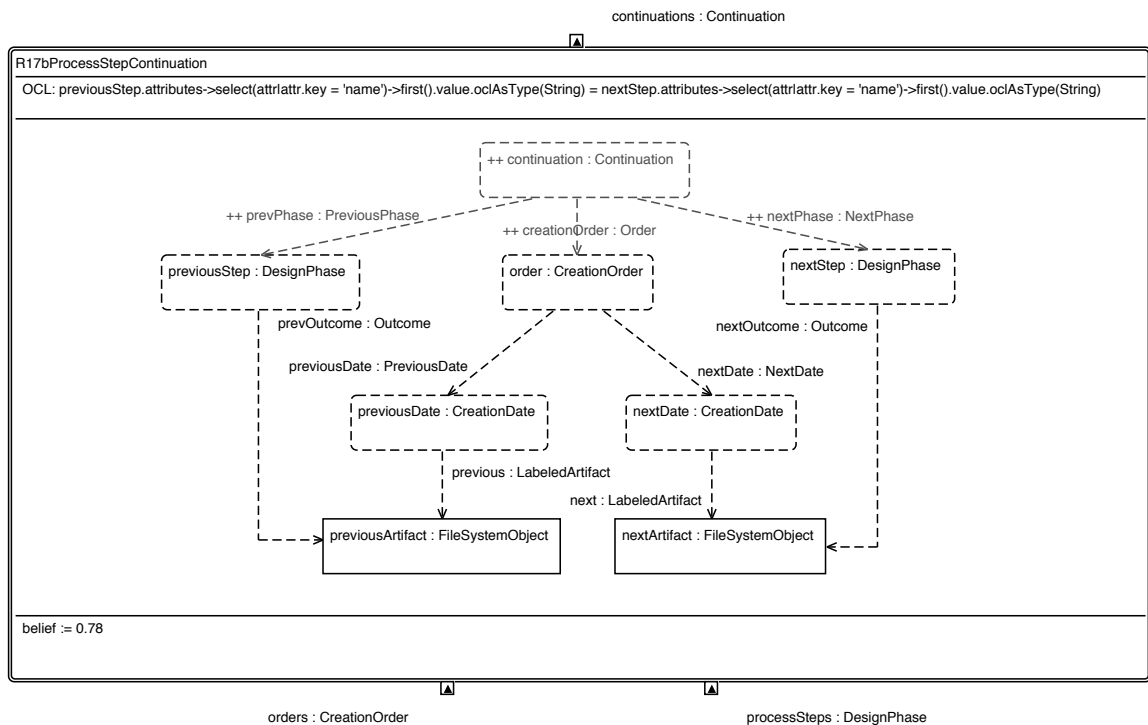 continuations : Continuation
R17bProcessStepContinuation
OCL: previousStep.attributes->select(attr|attr.key = 'name')->first().value.oclAsType(String) = nextStep.attributes->select(attr|attr.key = 'name')->first().value.oclAsType(String)
++ continuation : Continuation
++ prevPhase : PreviousPhase
++ nextPhase : NextPhase
++ creationOrder : Order
previousStep : DesignPhase
order : CreationOrder
nextStep : DesignPhase
prevOutcome : Outcome
nextOutcome : Outcome
previousDate : PreviousDate
nextDate : NextDate
previousDate : CreationDate
nextDate : CreationDate
previous : LabeledArtifact
next : LabeledArtifact
previousArtifact : FileSystemObject
nextArtifact : FileSystemObject
belief := 0.78
orders : CreationOrder
processSteps : DesignPhase